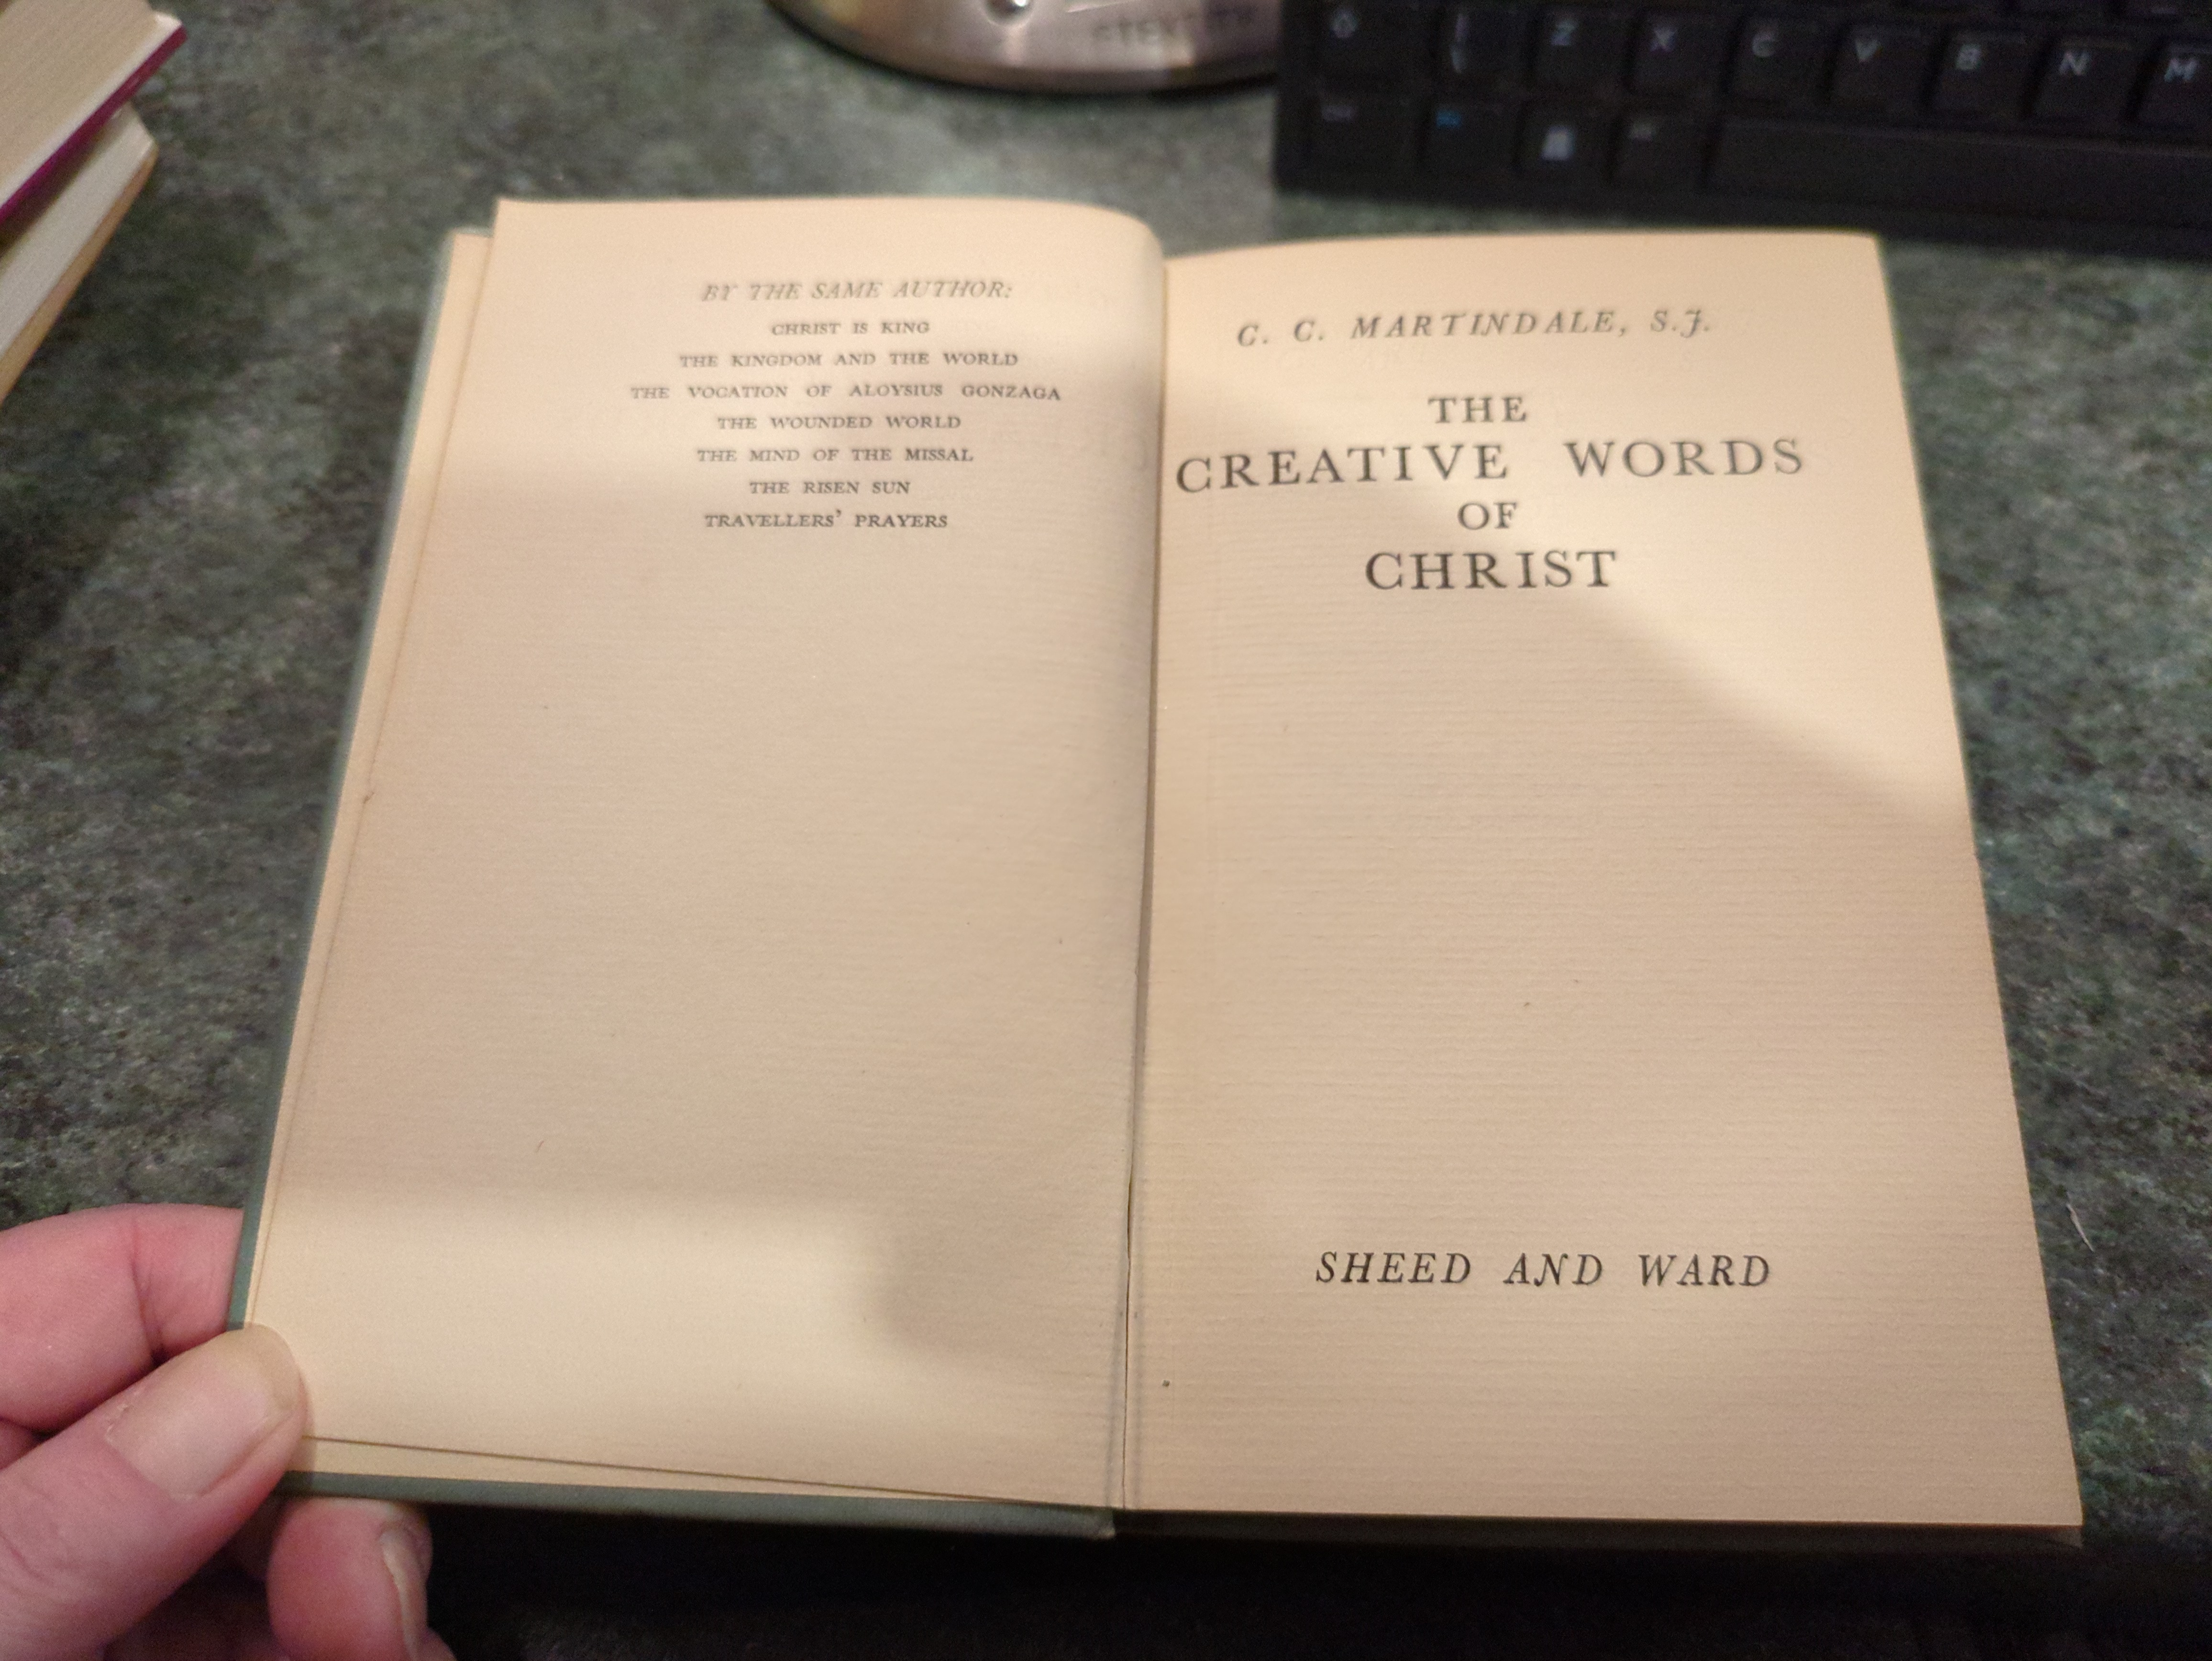 BY THE SAME AUTHOR:
CHRIST IS KING
THE KINGDOM AND THE WORLD
THE VOCATION OF ALOYSIUS GONZAGA
THE WOUNDED WORLD
THE MIND OF THE MISSAL
THE RISEN SUN
TRAVELLERS' PRAYERS
C. C. MARTINDALE, S.J.
THE
CREATIVE WORDS
OF
CHRIST
SHEED AND WARD
Z X C V B N M